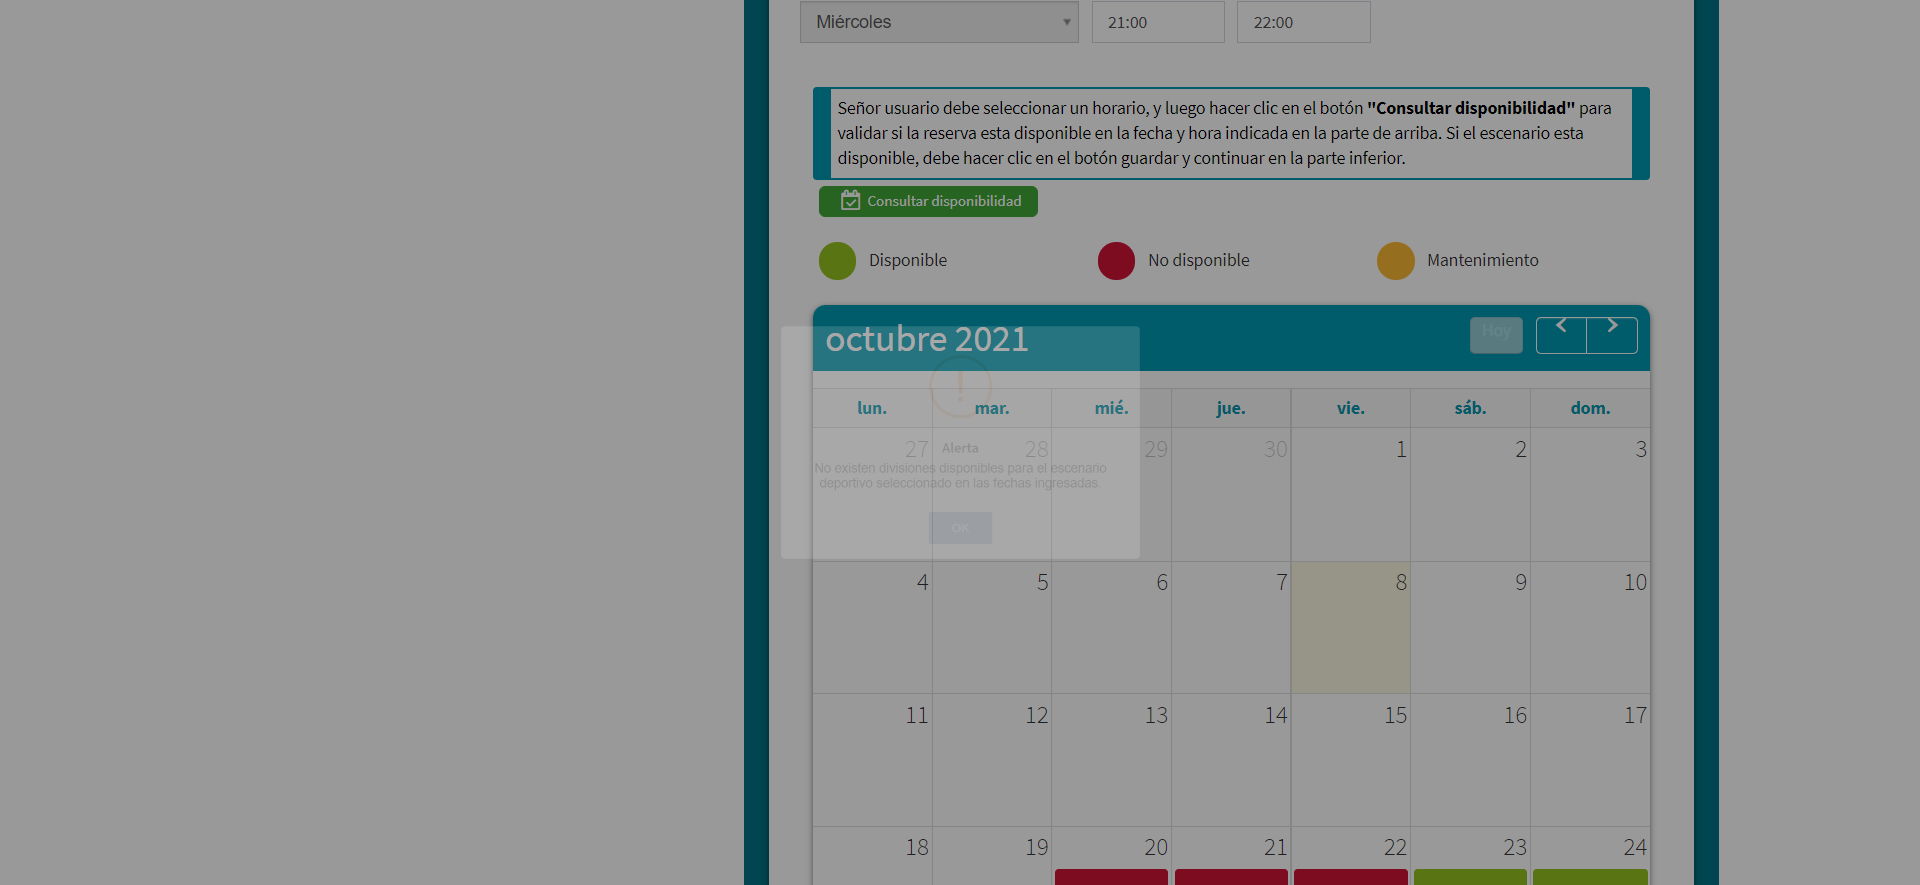 Miércoles 21:00 22:00
Señor usuario debe seleccionar un horario, y luego hacer clic en el botón "Consultar disponibilidad" para
validar si la reserva esta disponible en la fecha y hora indicada en la parte de arriba. Si el escenario esta
disponible, debe hacer clic en el botón guardar y continuar en la parte inferior.
Consultar disponibilidad
Disponible No disponible Mantenimiento
octubre 2021 Hoy
lun. mar. mié. jue. vie. sáb. dom.
27 28 29 30 1 2 3
Alerta
No existen divisiones disponibles para el escenario
deportivo seleccionado en las fechas ingresadas.
OK
4 5 6 7 8 9 10
11 12 13 14 15 16 17
18 19 20 21 22 23 24